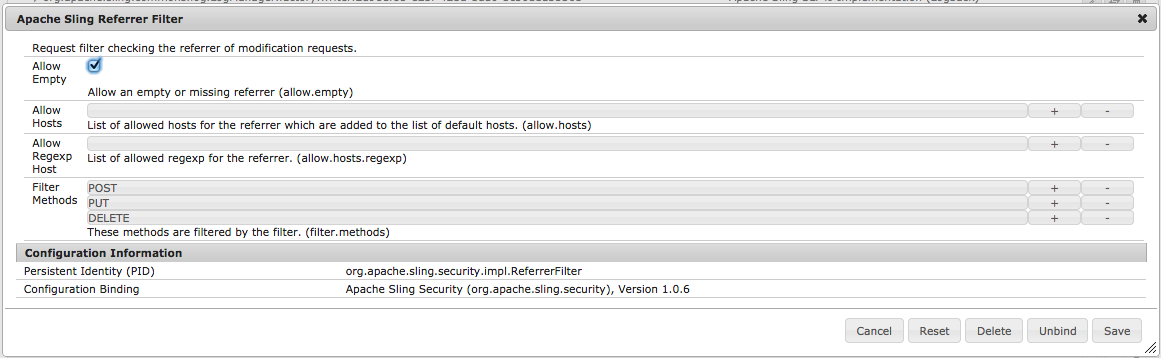 Apache Sling Referrer Filter
Request filter checking the referrer of modification requests.
Allow
Empty
Allow an empty or missing referrer (allow.empty)
Allow
Hosts
+ -
List of allowed hosts for the referrer which are added to the list of default hosts. (allow.hosts)
Allow
Regexp
Host
+ -
List of allowed regexp for the referrer. (allow.hosts.regexp)
Filter
Methods
POST + -
PUT + -
DELETE + -
These methods are filtered by the filter. (filter.methods)
Configuration Information
Persistent Identity (PID) org.apache.sling.security.impl.ReferrerFilter
Configuration Binding Apache Sling Security (org.apache.sling.security), Version 1.0.6
Cancel Reset Delete Unbind Save